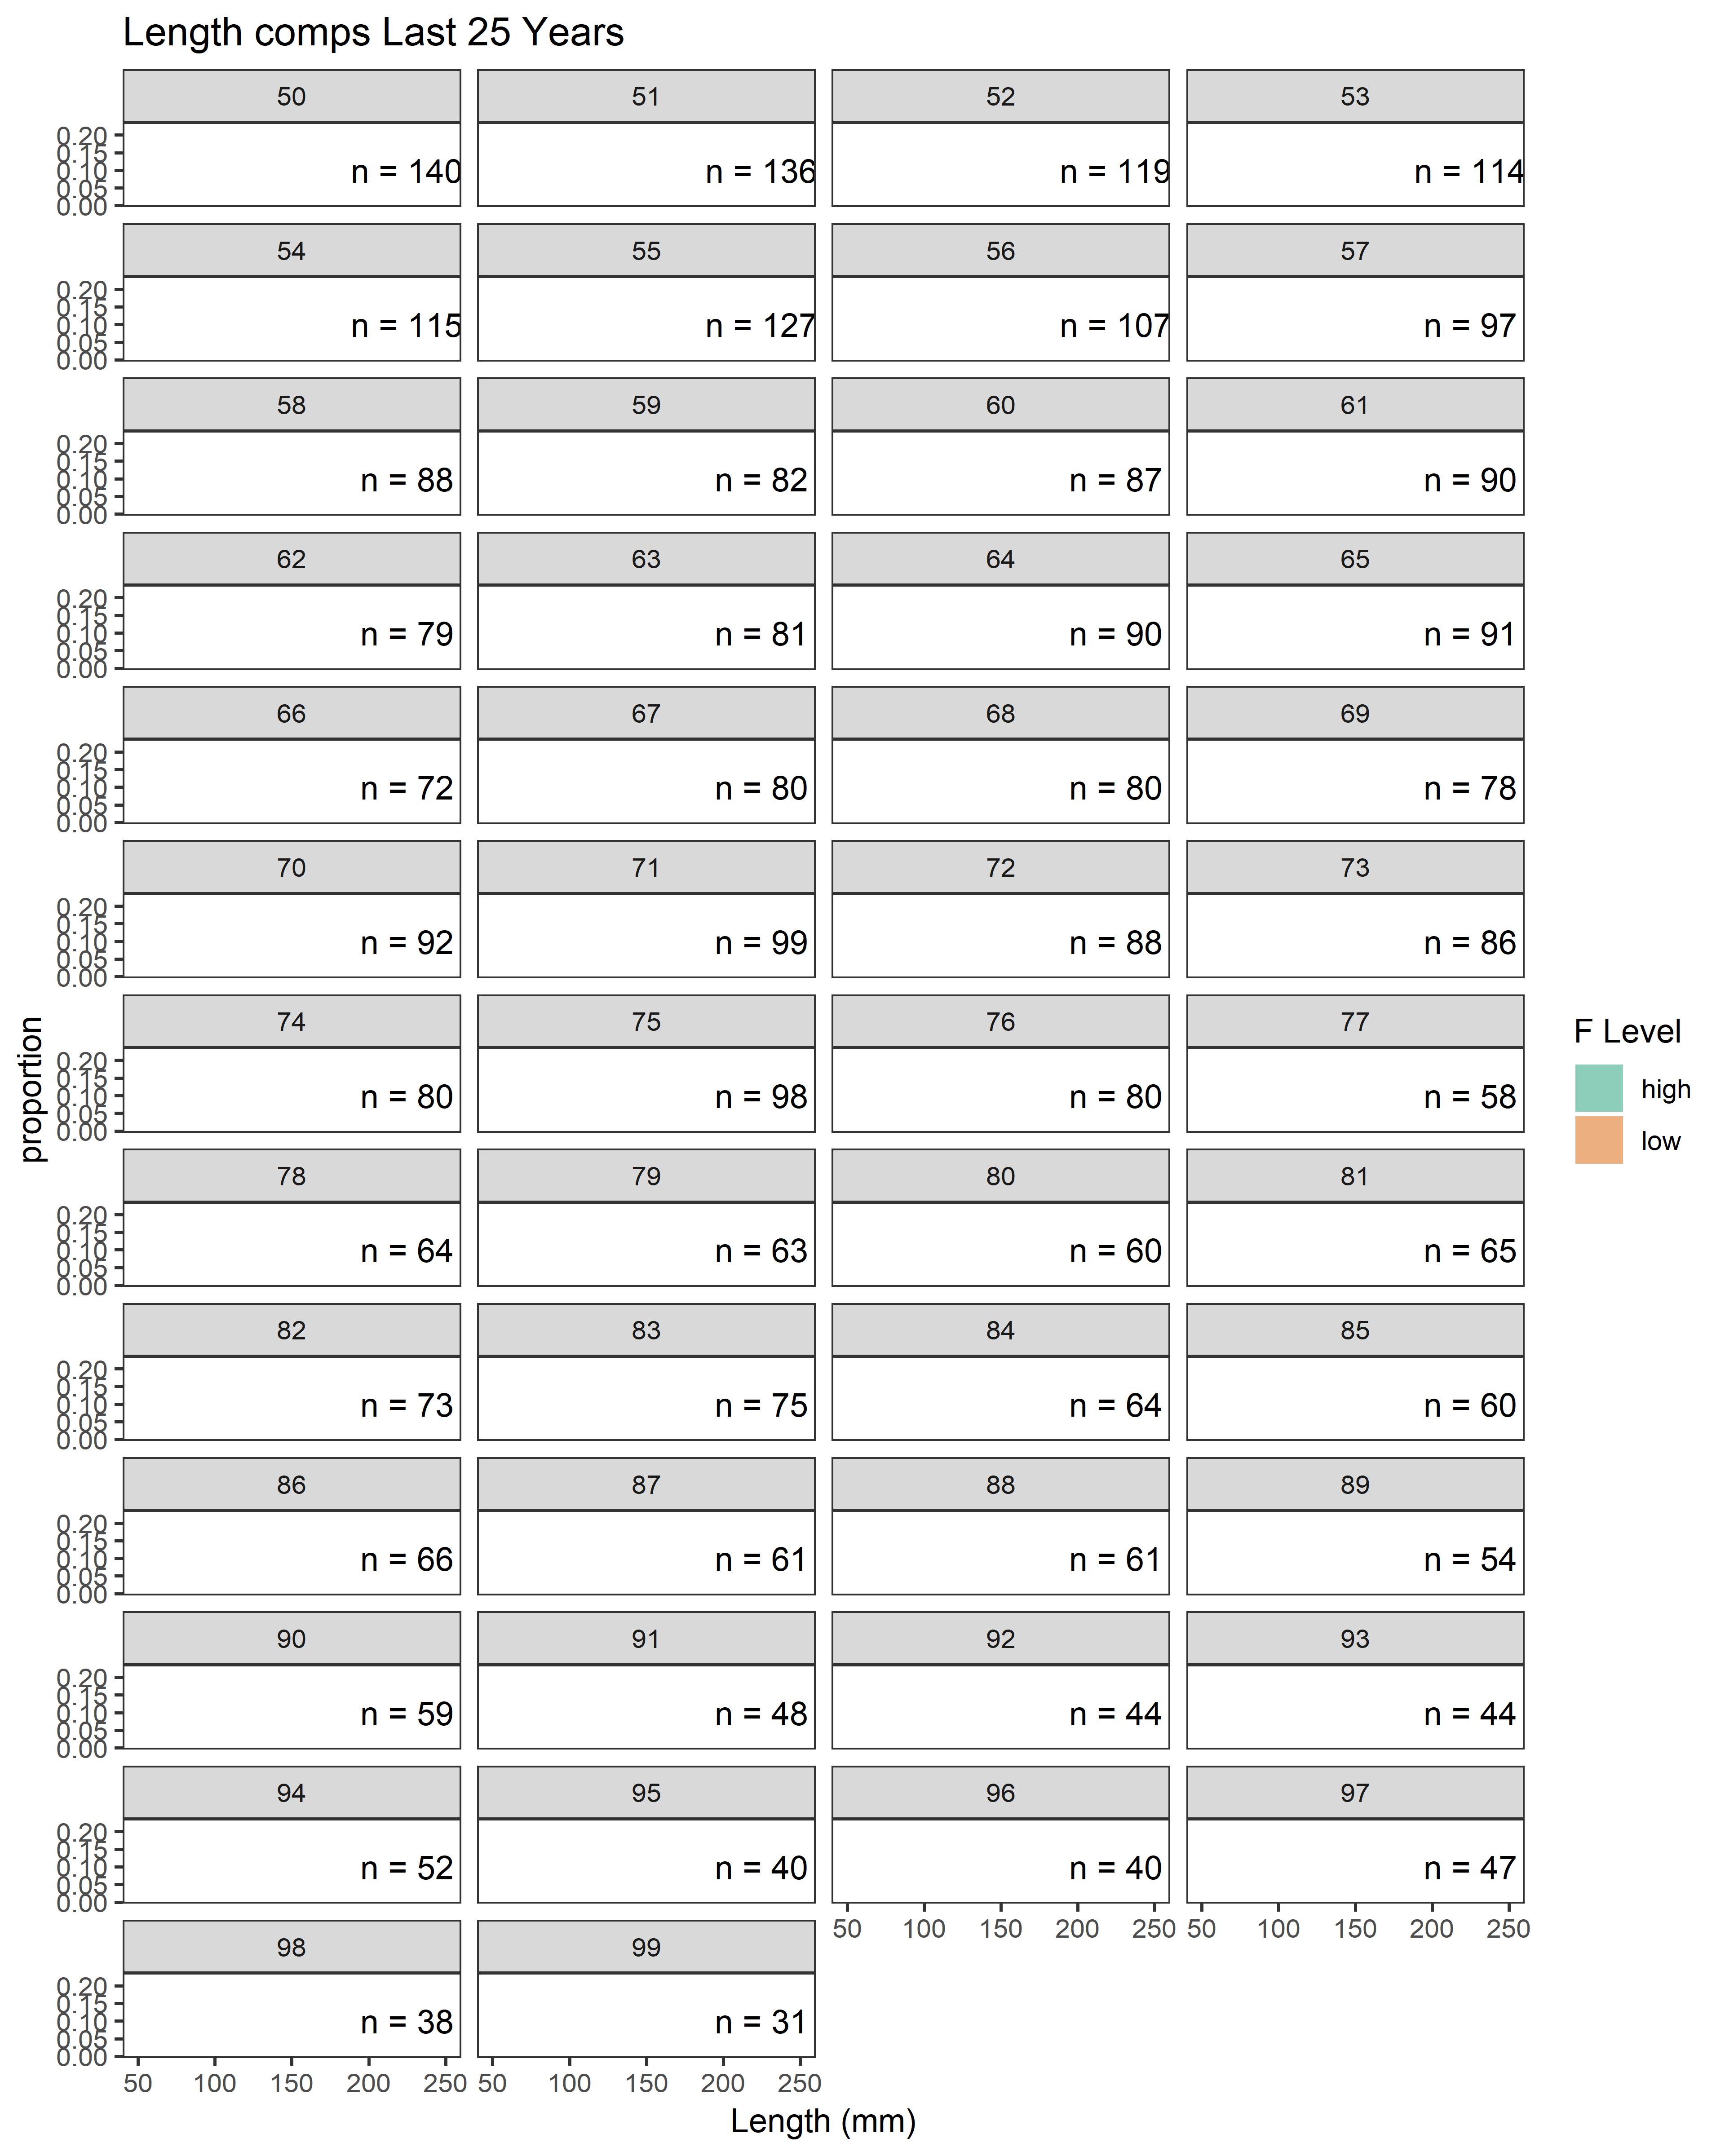 Length comps Last 25 Years
50 51 52 53
0.20
0.15
0.10
0.05
0.00
n = 140 n = 136 n = 119 n = 114
54 55 56 57
0.20
0.15
0.10
0.05
0.00
n = 115 n = 127 n = 107 n = 97
58 59 60 61
0.20
0.15
0.10
0.05
0.00
n = 88 n = 82 n = 87 n = 90
62 63 64 65
0.20
0.15
0.10
0.05
0.00
n = 79 n = 81 n = 90 n = 91
66 67 68 69
0.20
0.15
0.10
0.05
0.00
n = 72 n = 80 n = 80 n = 78
70 71 72 73
0.20
0.15
0.10
0.05
0.00
n = 92 n = 99 n = 88 n = 86
74 75 76 77
0.20
0.15
0.10
0.05
0.00
n = 80 n = 98 n = 80 n = 58
78 79 80 81
0.20
0.15
0.10
0.05
0.00
n = 64 n = 63 n = 60 n = 65
82 83 84 85
0.20
0.15
0.10
0.05
0.00
n = 73 n = 75 n = 64 n = 60
86 87 88 89
0.20
0.15
0.10
0.05
0.00
n = 66 n = 61 n = 61 n = 54
90 91 92 93
0.20
0.15
0.10
0.05
0.00
n = 59 n = 48 n = 44 n = 44
94 95 96 97
0.20
0.15
0.10
0.05
0.00
n = 52 n = 40 n = 40 n = 47
50 100 150 200 250 50 100 150 200 250
98 99
0.20
0.15
0.10
0.05
0.00
n = 38 n = 31
50 100 150 200 250 50 100 150 200 250
Length (mm)
proportion
F Level
high
low